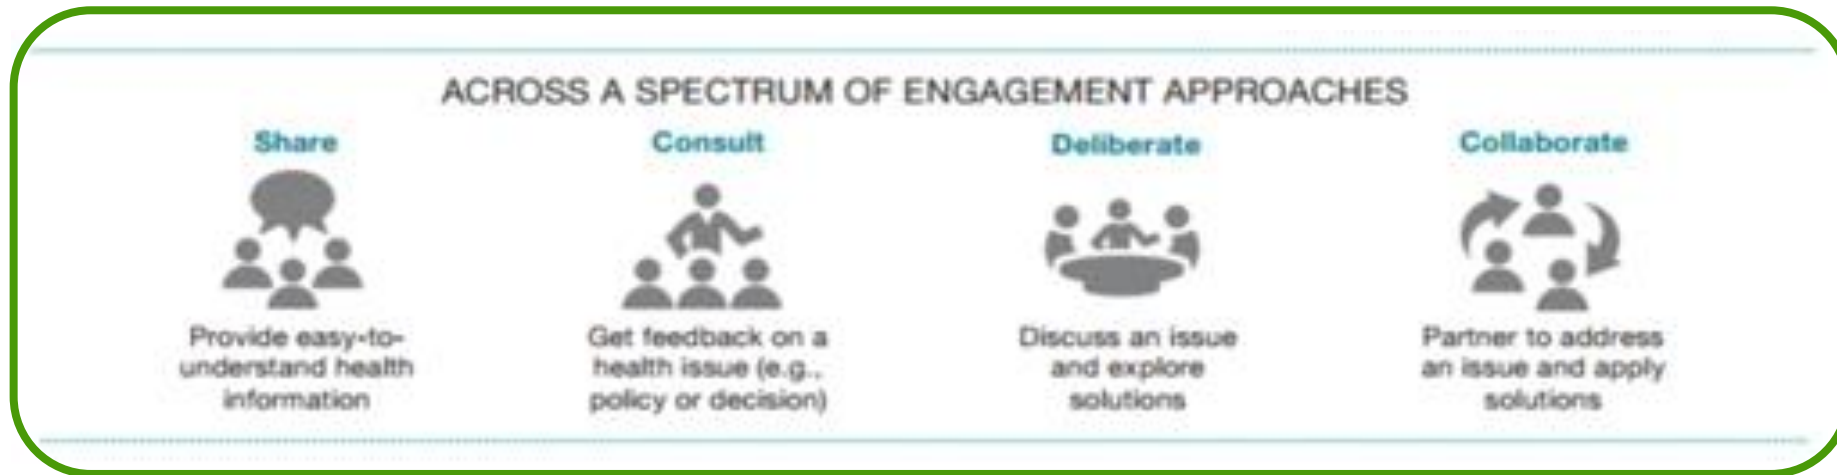 ACROSS A SPECTRUM OF ENGAGEMENT APPROACHES
Share
Provide easy-to-
understand health
information
Consult
Get feedback on a
health issue (e.g.,
policy or decision)
Deliberate
Discuss an issue
and explore
solutions
Collaborate
Partner to address
an issue and apply
solutions